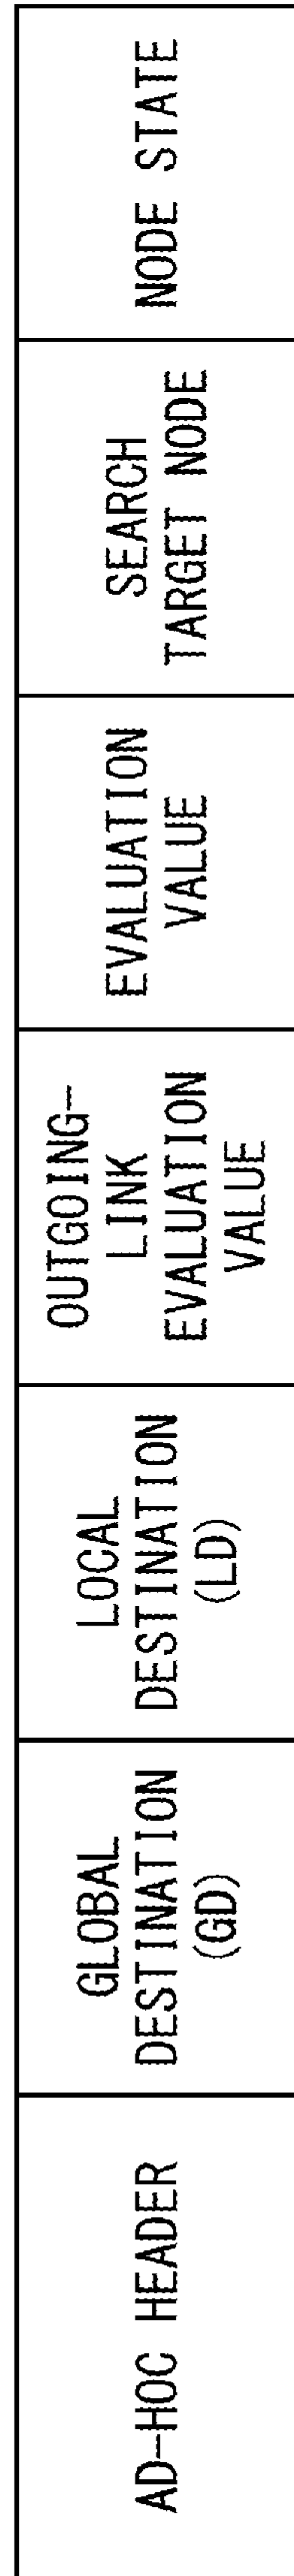 AD-HOC HEADER
GLOBAL
DESTINATION
(GD)
LOCAL
DESTINATION
(LD)
OUTGOING-
LINK
EVALUATION
VALUE
EVALUATION
VALUE
SEARCH
TARGET NODE
NODE STATE